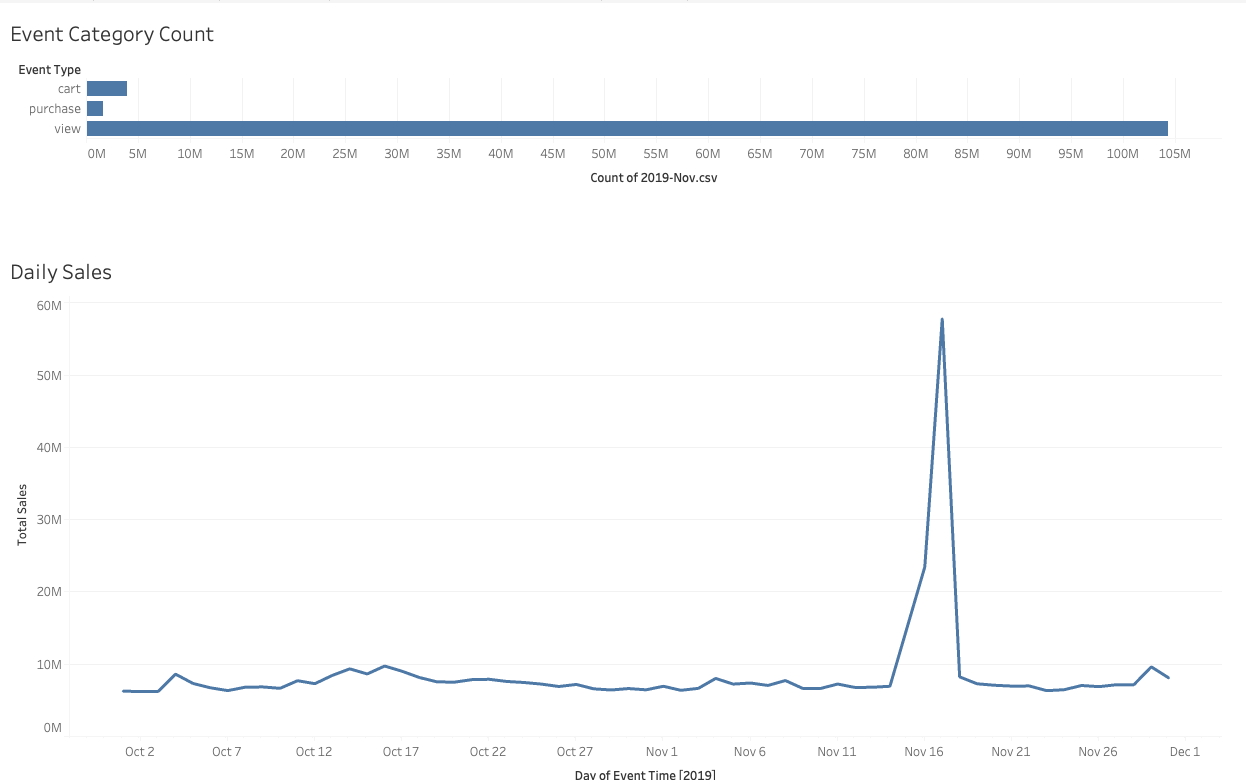 Event Category Count
Event Type
cart
purchase
view
0M 5M 10M 15M 20M 25M 30M 35M 40M 45M 50M 55M 60M 65M 70M 75M 80M 85M 90M 95M 100M 105M
Count of 2019-Nov.csv
Daily Sales
60M
50M
40M
30M
20M
10M
0M
Total Sales
Oct 2 Oct 7 Oct 12 Oct 17 Oct 22 Oct 27 Nov 1 Nov 6 Nov 11 Nov 16 Nov 21 Nov 26 Dec 1
Day of Event Time [2019]